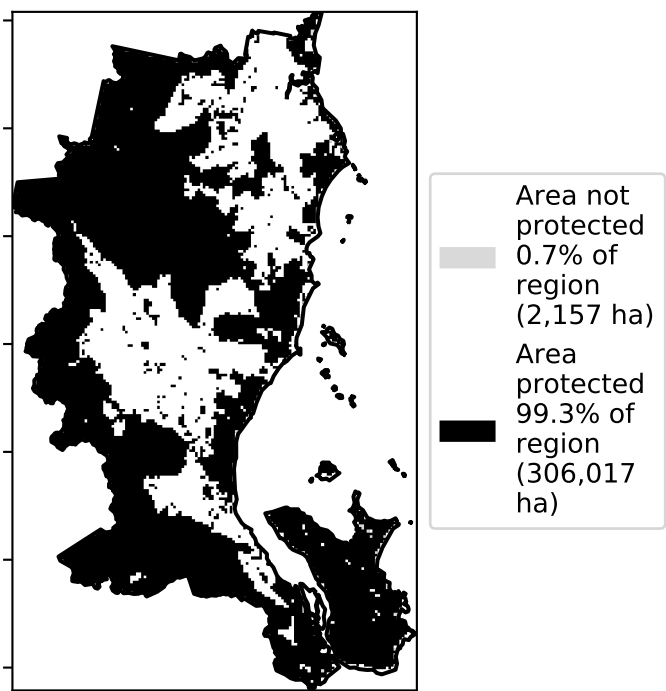 Area not
protected
0.7% of
region
(2,157 ha)
Area
protected
99.3% of
region
(306,017
ha)